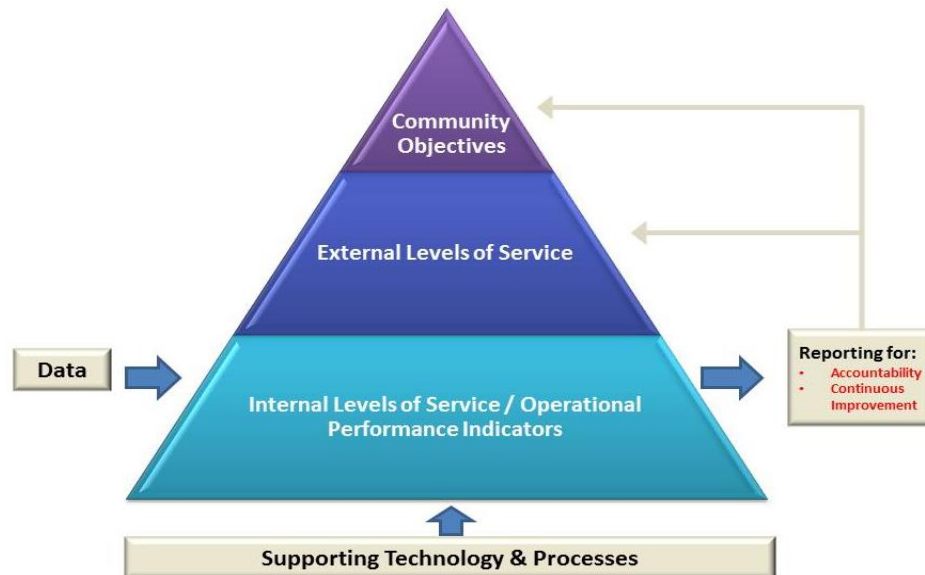 Community
Objectives
External Levels of Service
Data
Internal Levels of Service / Operational
Performance Indicators
Reporting for:
• Accountability
• Continuous
Improvement
Supporting Technology & Processes